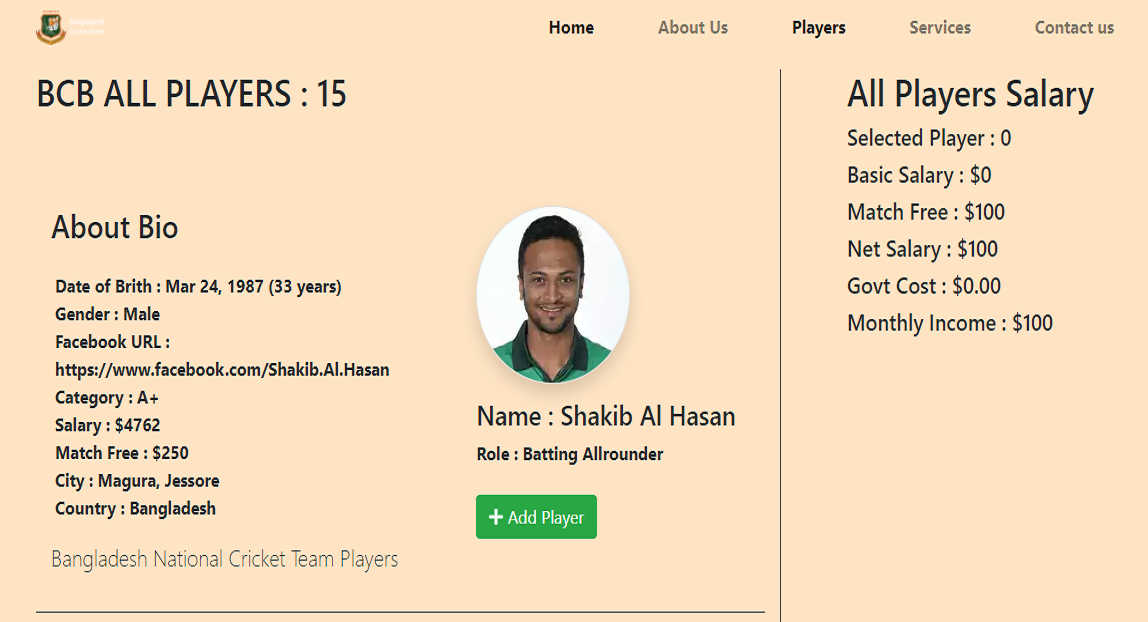 Bangladesh
Cricket Board
Home
About Us
Players
Services
Contact us
BCB ALL PLAYERS : 15
About Bio
Date of Brith : Mar 24, 1987 (33 years)
Gender : Male
Facebook URL :
https://www.facebook.com/Shakib.Al.Hasan
Category : A+
Salary : $4762
Match Free : $250
City : Magura, Jessore
Country : Bangladesh
Bangladesh National Cricket Team Players
Name : Shakib Al Hasan
Role : Batting Allrounder
+ Add Player
All Players Salary
Selected Player : 0
Basic Salary : $0
Match Free : $100
Net Salary : $100
Govt Cost : $0.00
Monthly Income : $100